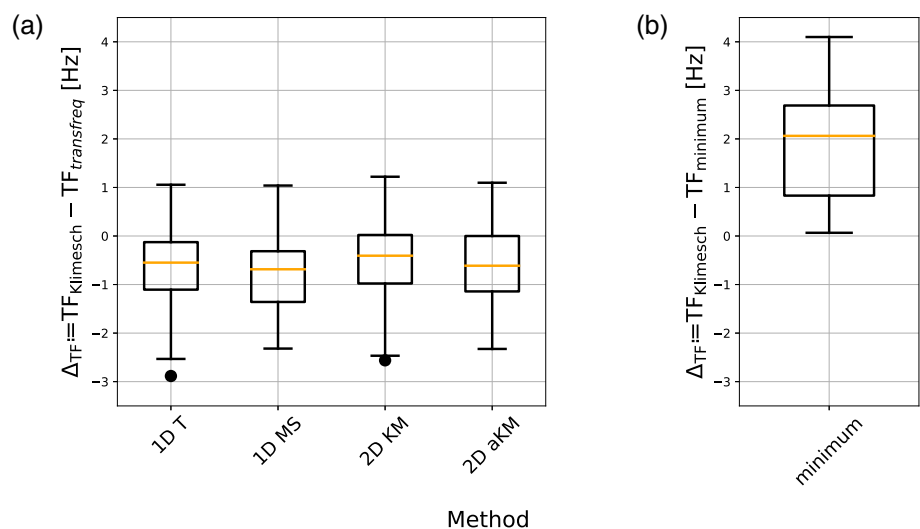 (a)
Δ_TF≔TF_Klimesch − TF_transfreq [Hz]
4
3
2
1
0
−1
−2
−3
1D T
1D MS
2D KM
2D aKM
(b)
Δ_TF≔TF_Klimesch − TF_minimum [Hz]
4
3
2
1
0
−1
−2
−3
minimum
Method